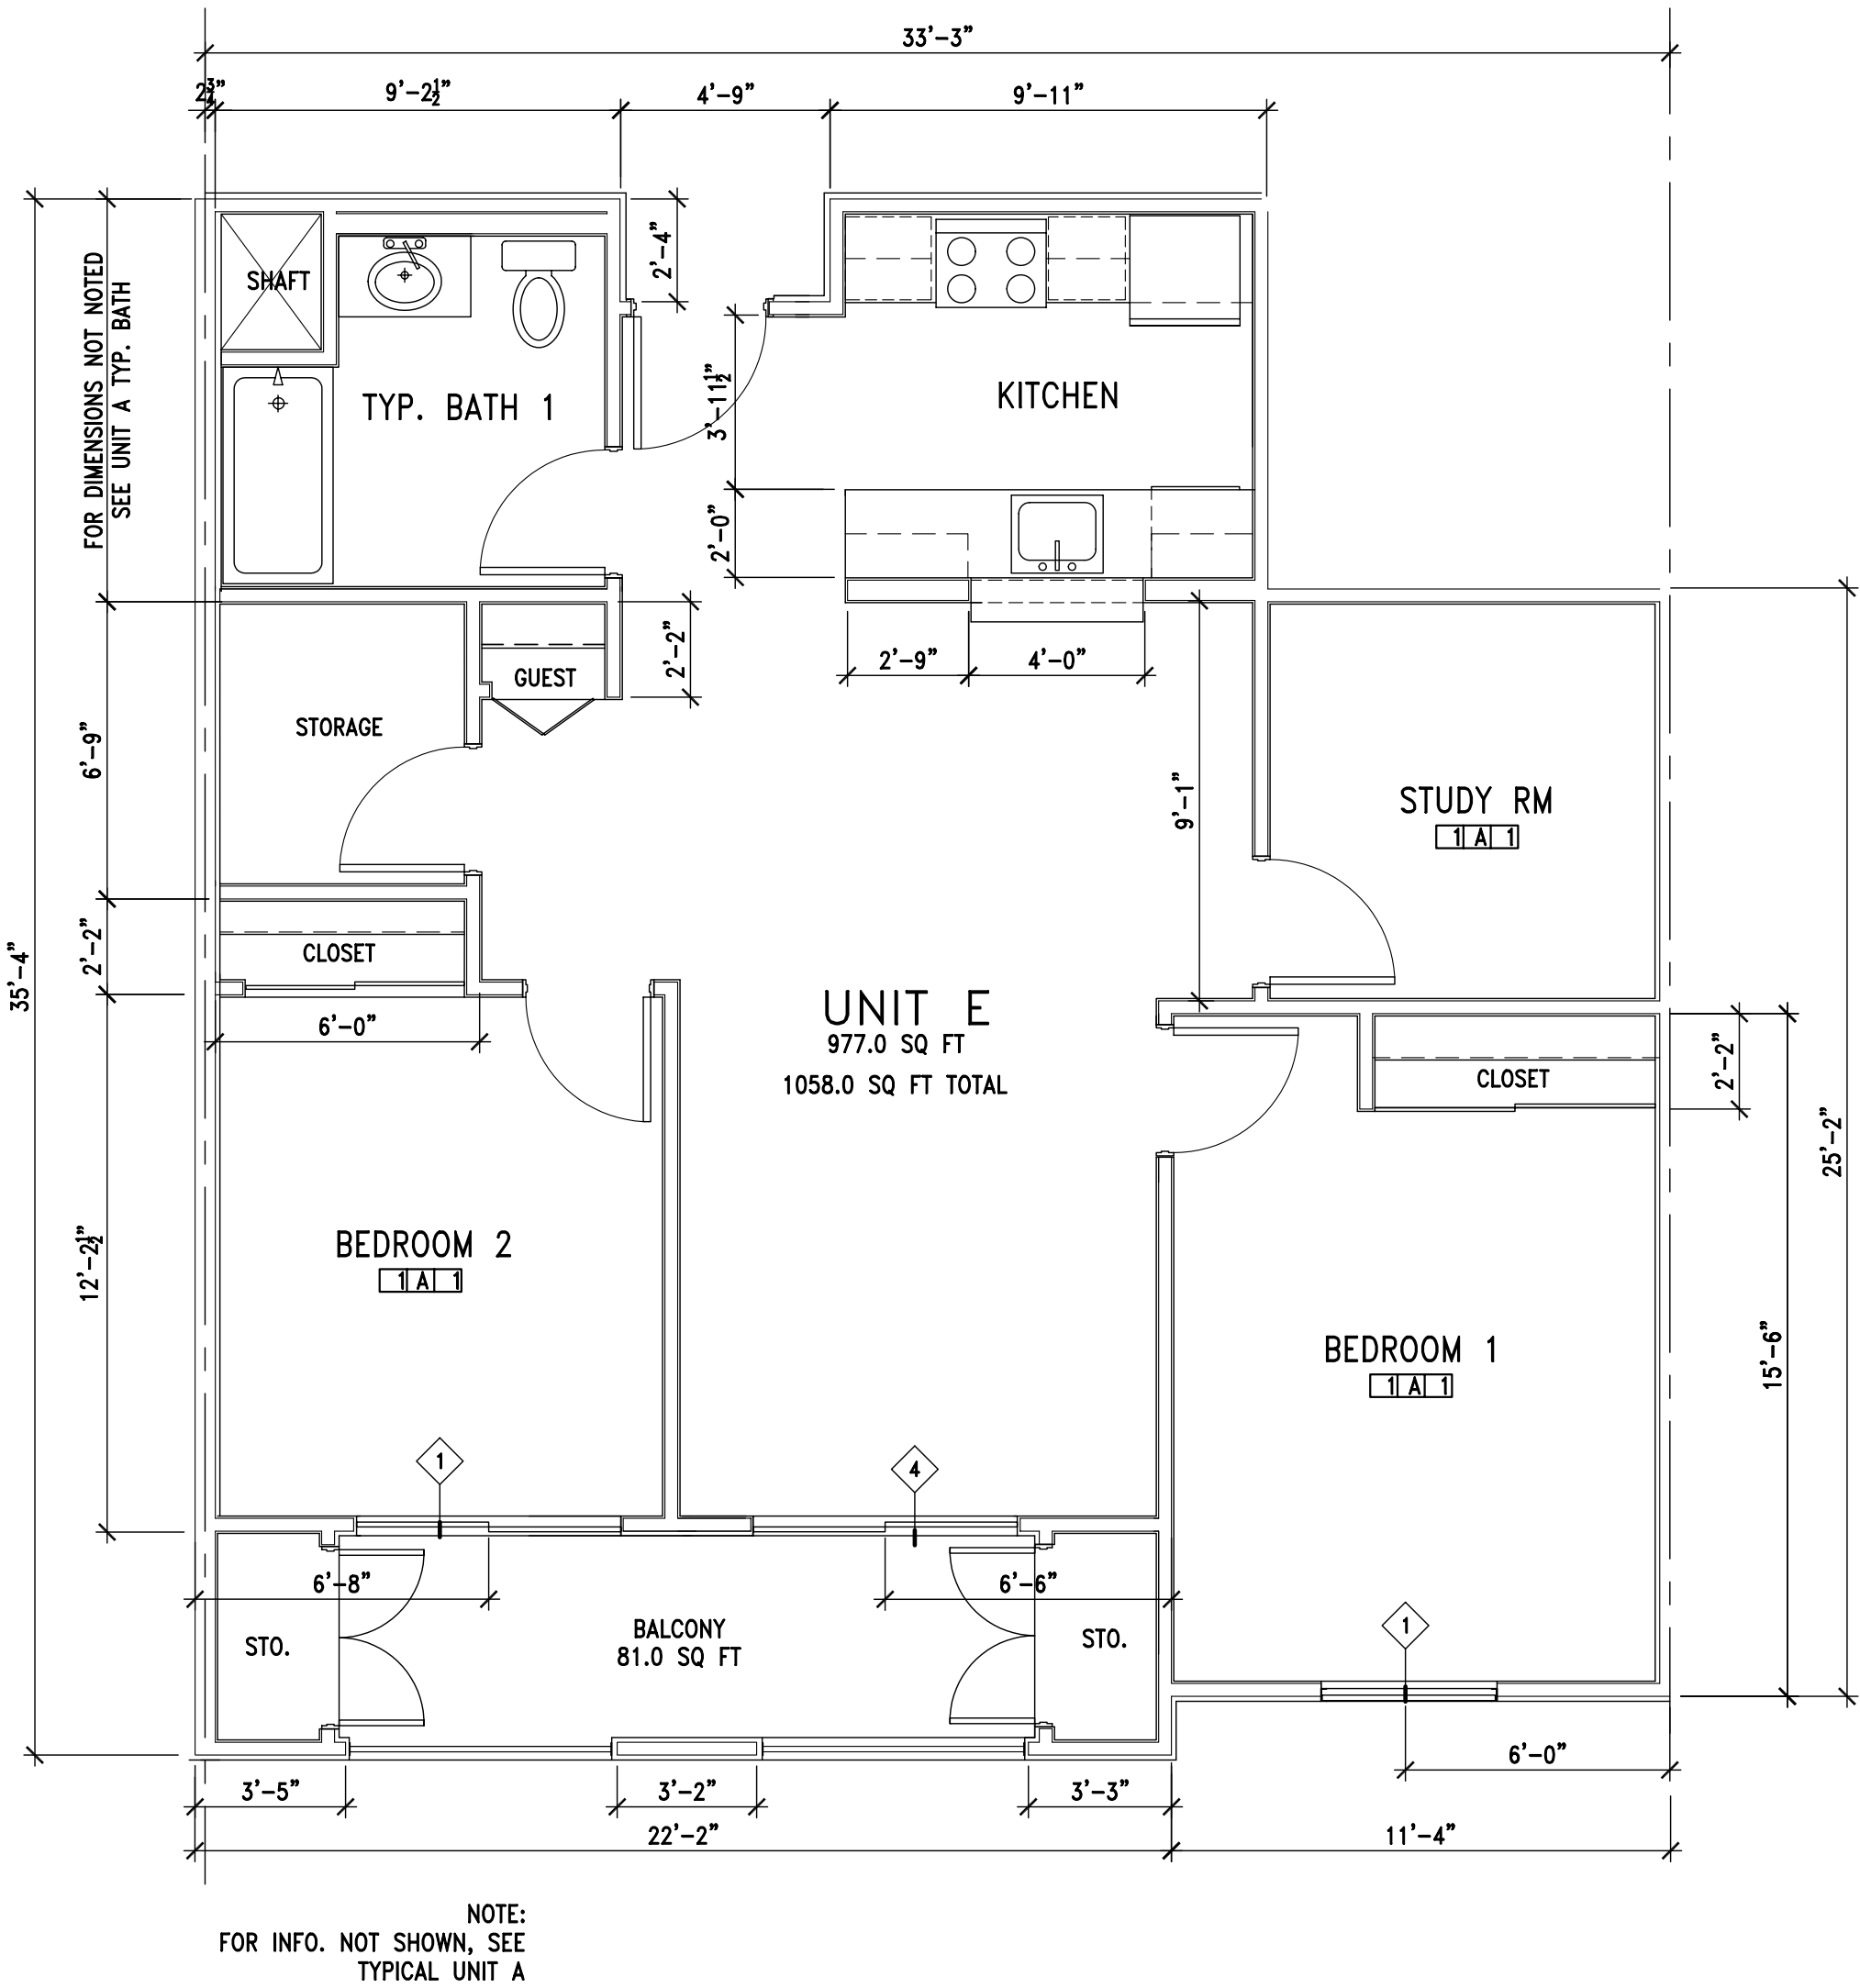 33'-3"
2¾"
9'-2½"
4'-9"
9'-11"
2'-4"
SHAFT
FOR DIMENSIONS NOT NOTED
SEE UNIT A TYP. BATH
TYP. BATH 1
KITCHEN
3'-11½"
2'-0"
2'-9"
4'-0"
2'-2"
GUEST
STORAGE
6'-9"
9'-1"
STUDY RM
1 A 1
CLOSET
2'-2"
35'-4"
6'-0"
UNIT E
977.0 SQ FT
1058.0 SQ FT TOTAL
CLOSET
2'-2"
25'-2"
12'-2½"
BEDROOM 2
1 A 1
BEDROOM 1
1 A 1
15'-6"
1
4
6'-8"
6'-6"
STO.
BALCONY
81.0 SQ FT
STO.
1
6'-0"
3'-5"
3'-2"
3'-3"
22'-2"
11'-4"
NOTE:
FOR INFO. NOT SHOWN, SEE
TYPICAL UNIT A